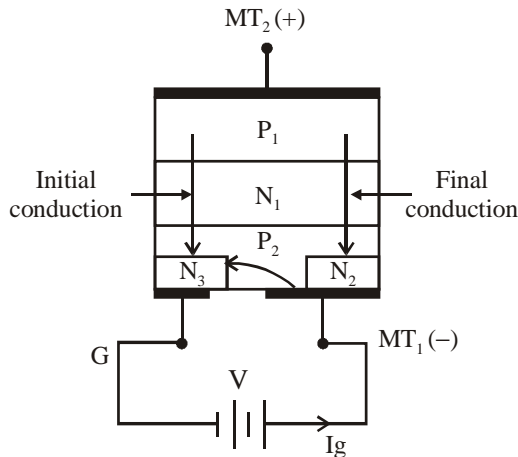 MT₂(+)
P₁
Initial
conduction
N₁
Final
conduction
P₂
N₃
N₂
G
MT₁(−)
V
Ig